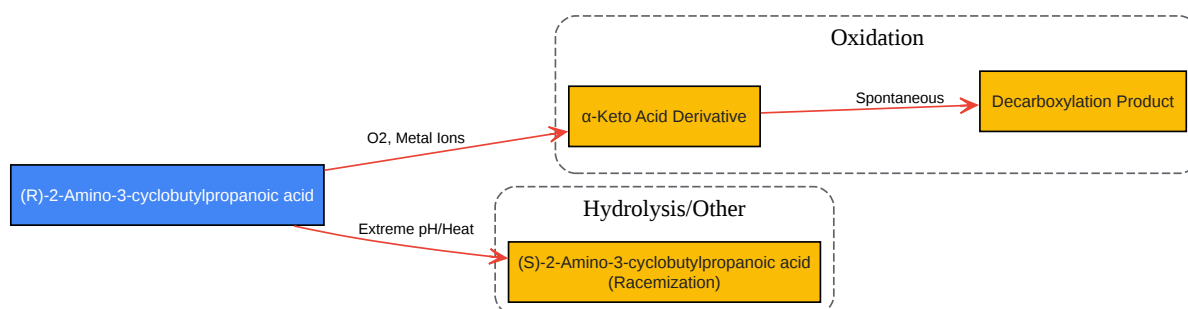 Oxidation
α-Keto Acid Derivative
Spontaneous
Decarboxylation Product
O2, Metal Ions
(R)-2-Amino-3-cyclobutylpropanoic acid
Extreme pH/Heat
Hydrolysis/Other
(S)-2-Amino-3-cyclobutylpropanoic acid
(Racemization)